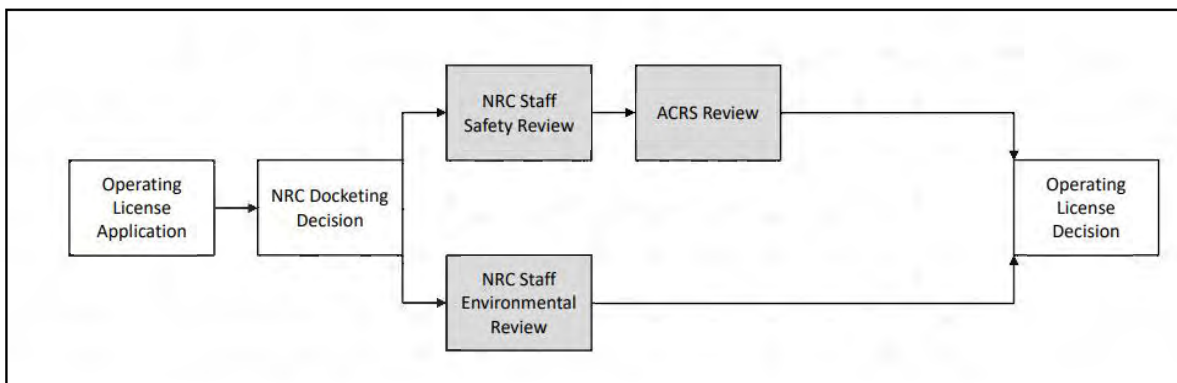 Operating
License
Application
NRC Docketing
Decision
NRC Staff
Safety Review
ACRS Review
NRC Staff
Environmental
Review
Operating
License
Decision